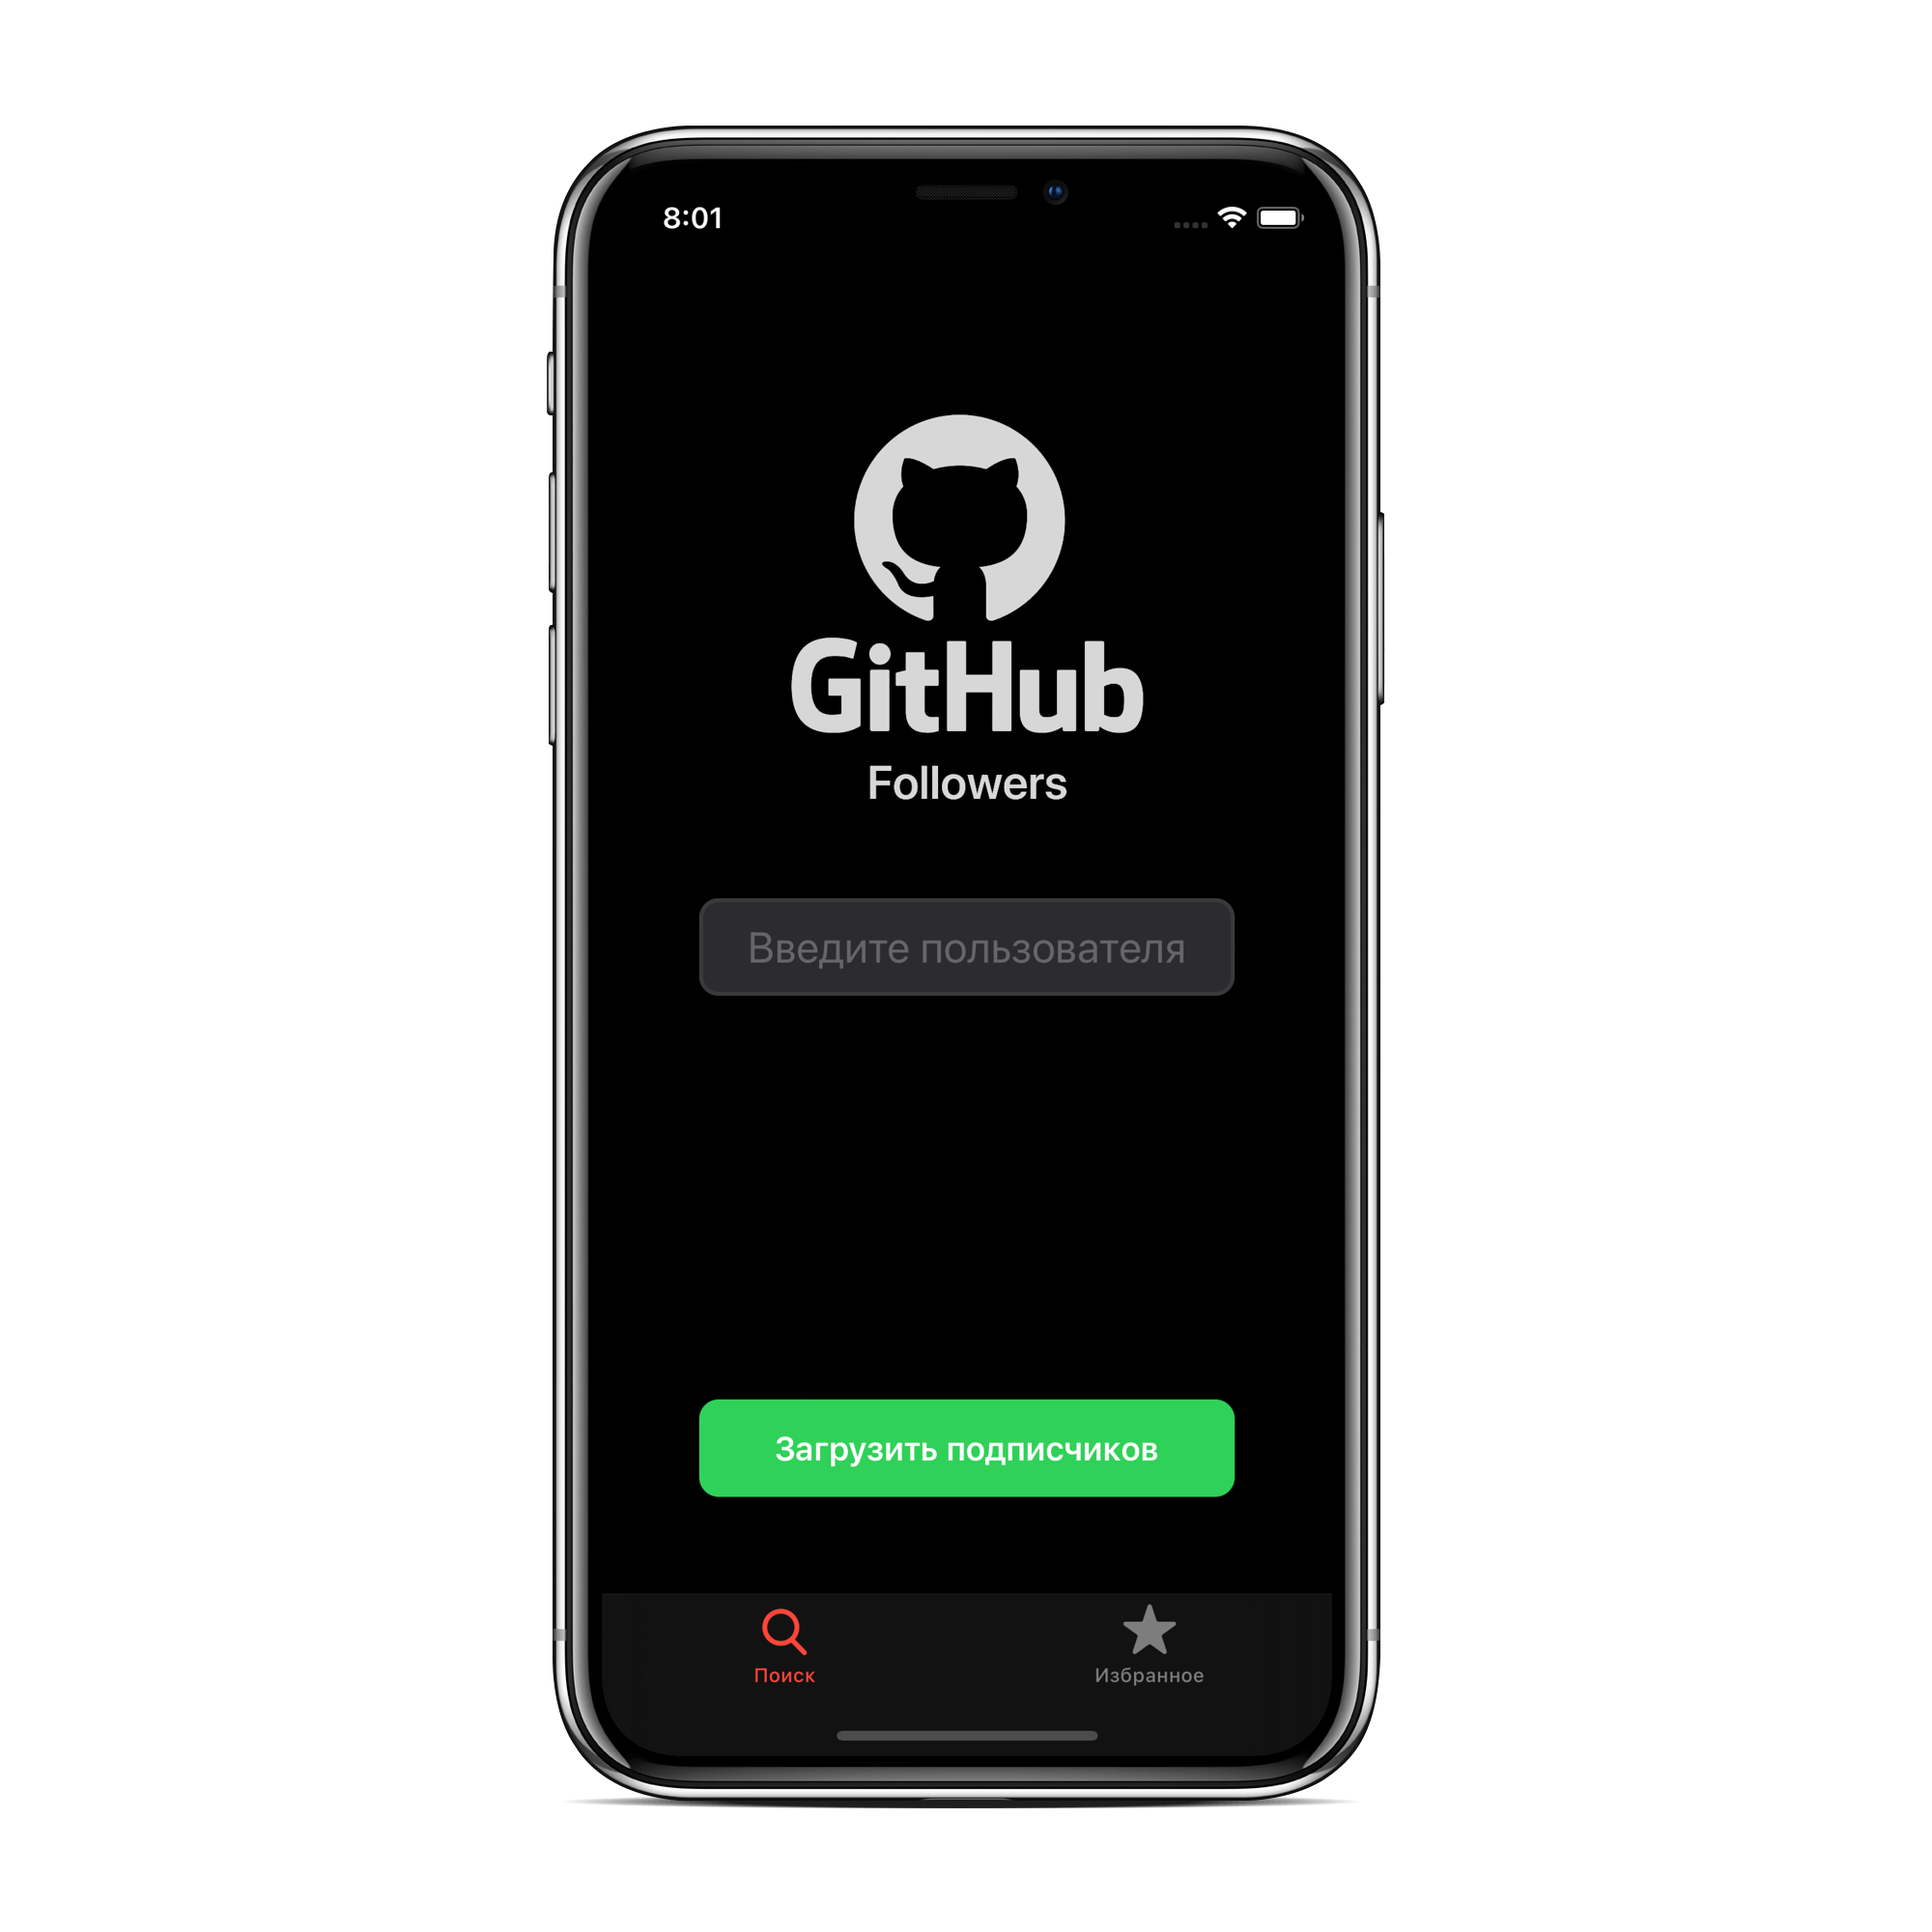 8:01
GitHub
Followers
Введите пользователя
Загрузить подписчиков
Поиск
Избранное